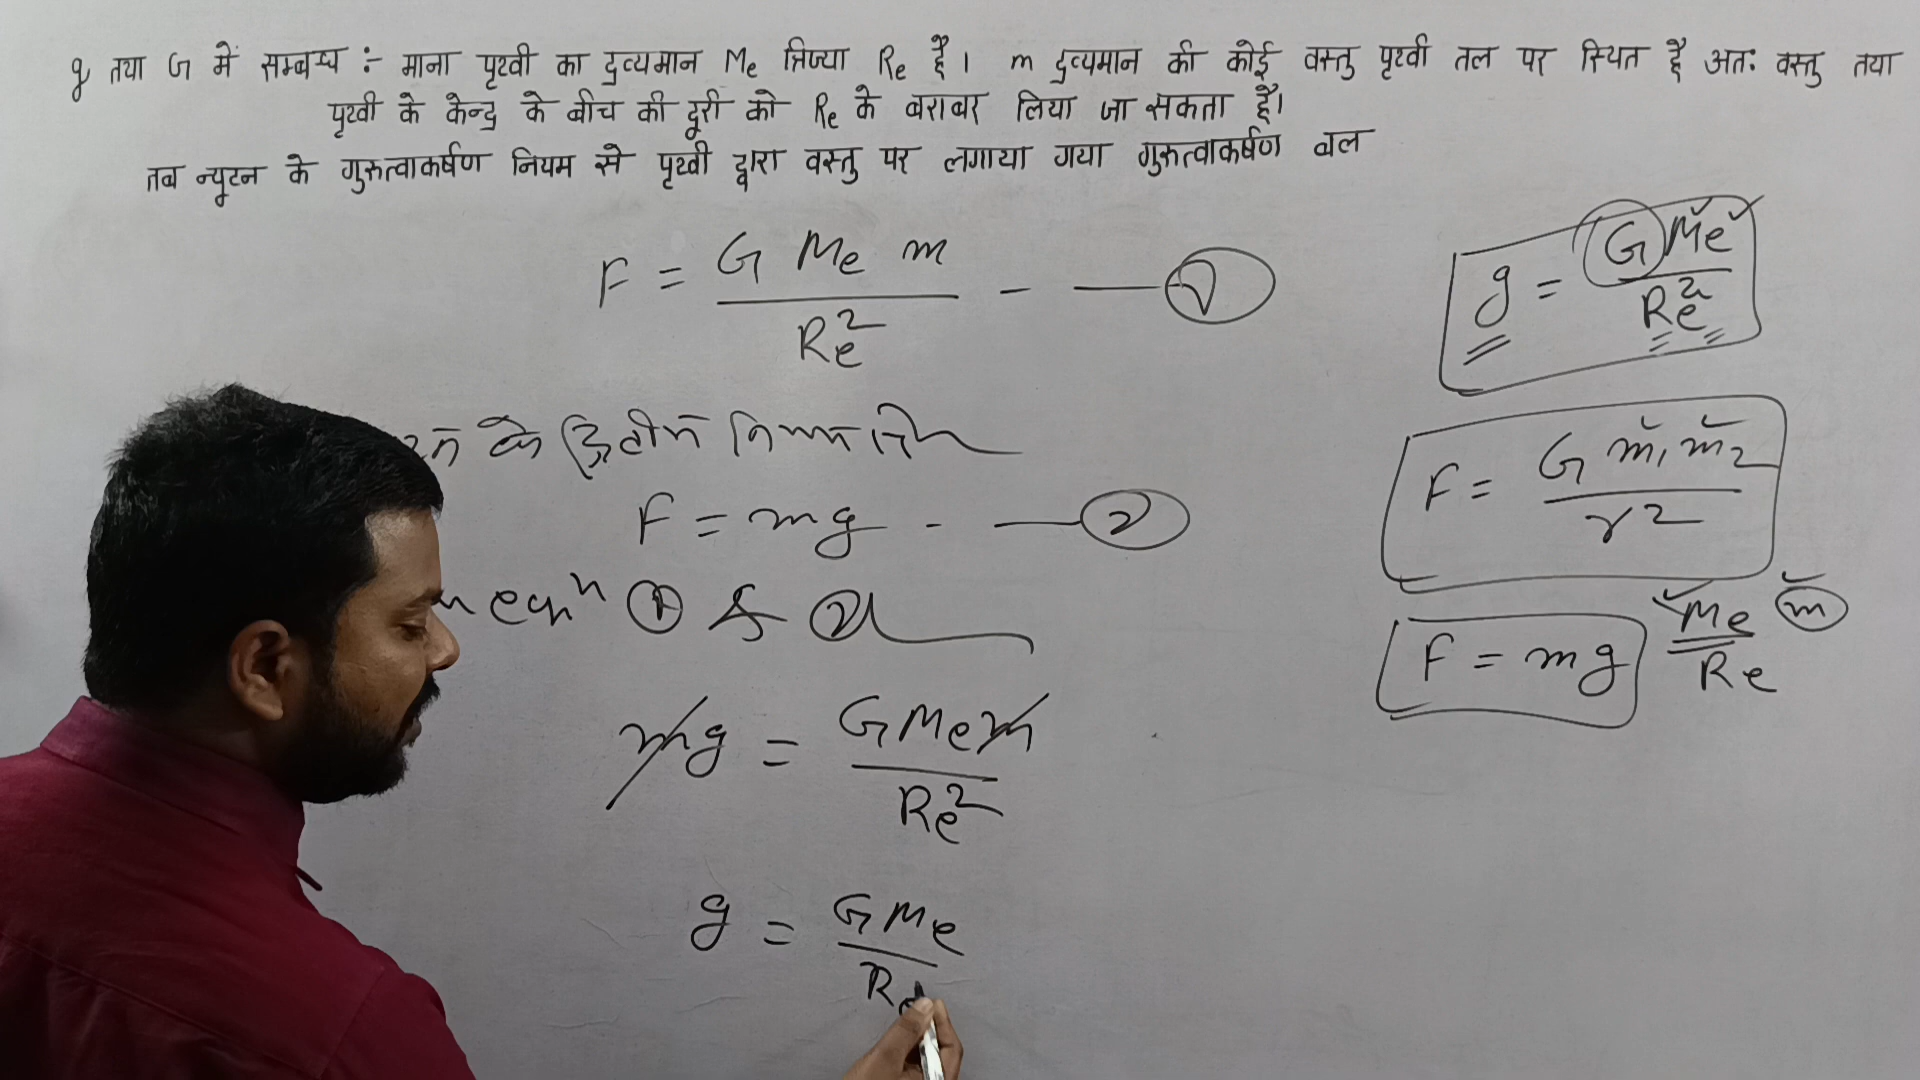 g तथा G में सम्बन्ध :- माना पृथ्वी का द्रव्यमान Me त्रिज्या Re है। m द्रव्यमान की कोई वस्तु पृथ्वी तल पर स्थित है अतः वस्तु तथा
पृथ्वी के केन्द्र के बीच की दूरी को Re के बराबर लिया जा सकता है।
तब न्यूटन के गुरुत्वाकर्षण नियम से पृथ्वी द्वारा वस्तु पर लगाया गया गुरुत्वाकर्षण बल
F = G Me m / Re² - — ①
के द्वितीय नियम से
F = mg - — ②
eqn ① & ②
mg = GMem / Re²
g = GMe / Re
g = GMe / Re²
F = G m1 m2 / r²
F = mg
Me m
Re